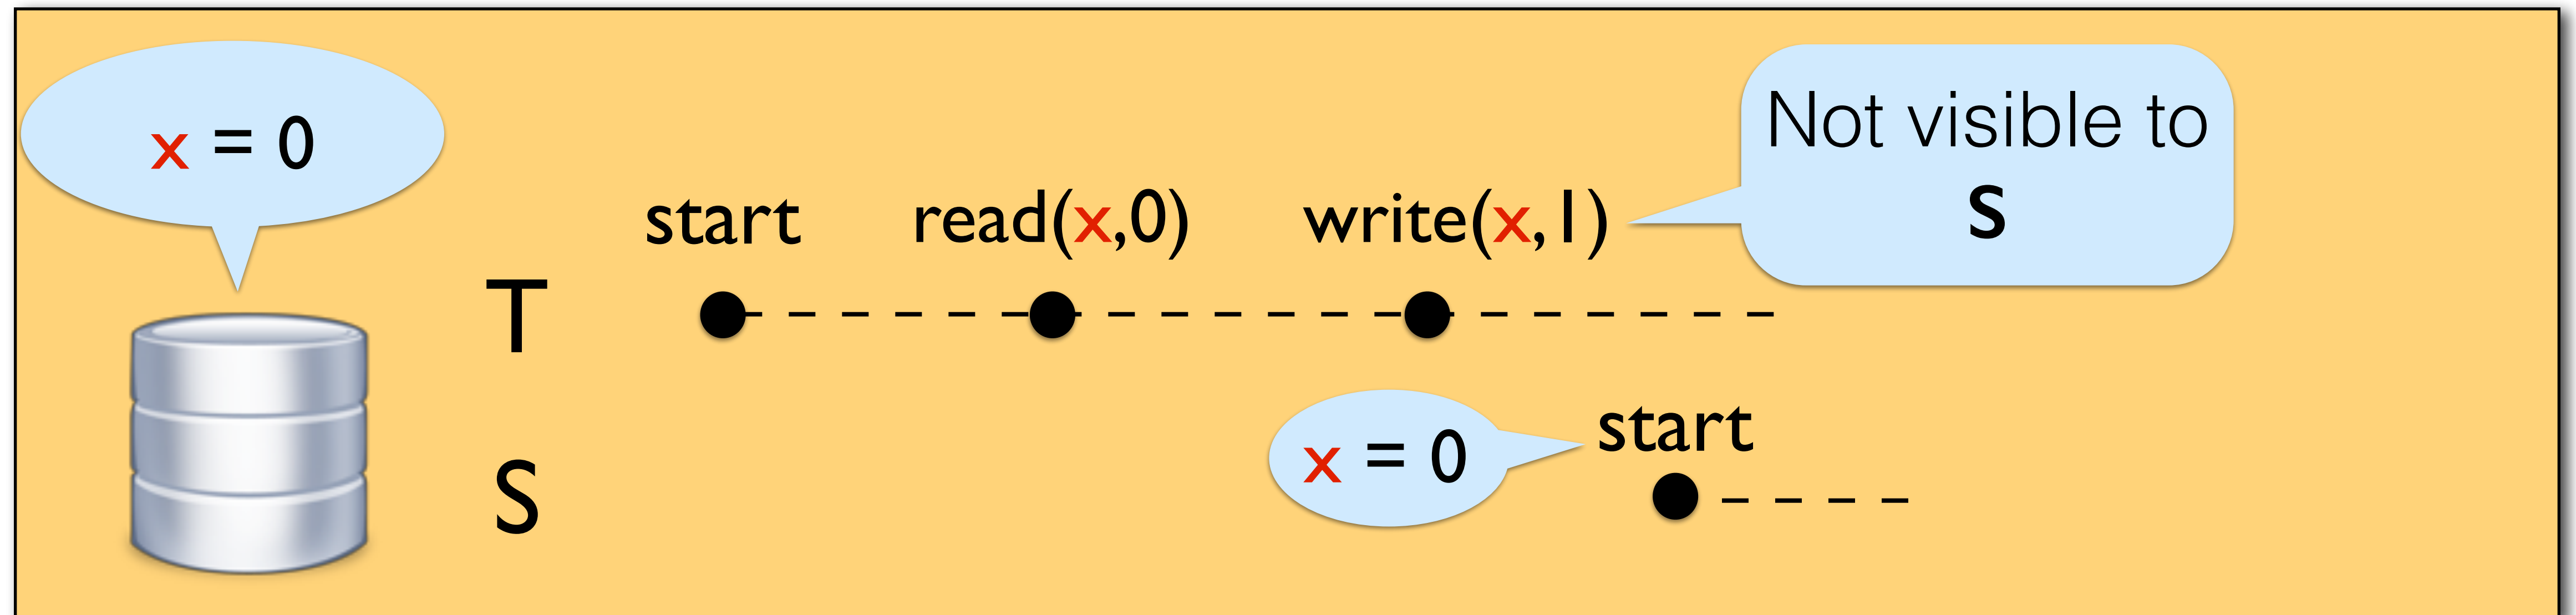 x = 0
start read(x,0) write(x,1)
Not visible to
S
T
x = 0
start
S